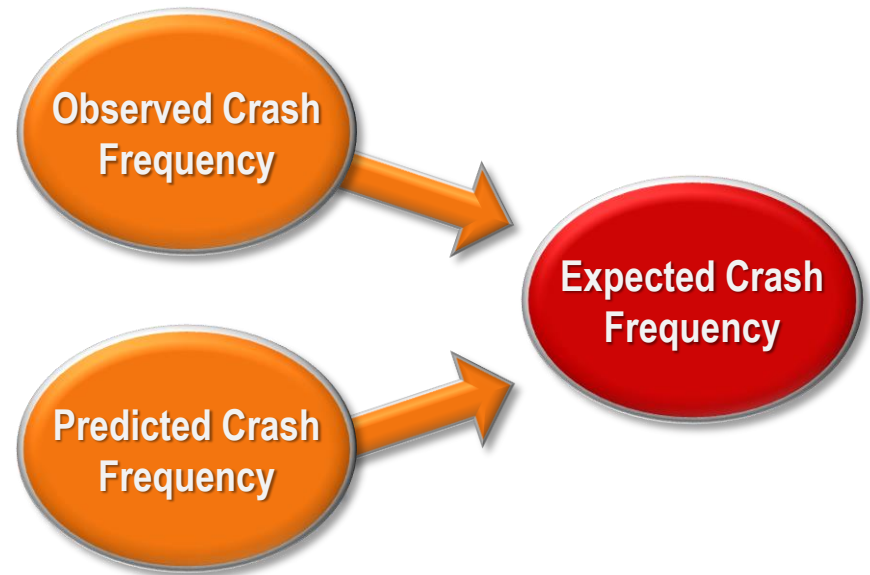 Observed Crash
Frequency
Expected Crash
Frequency
Predicted Crash
Frequency